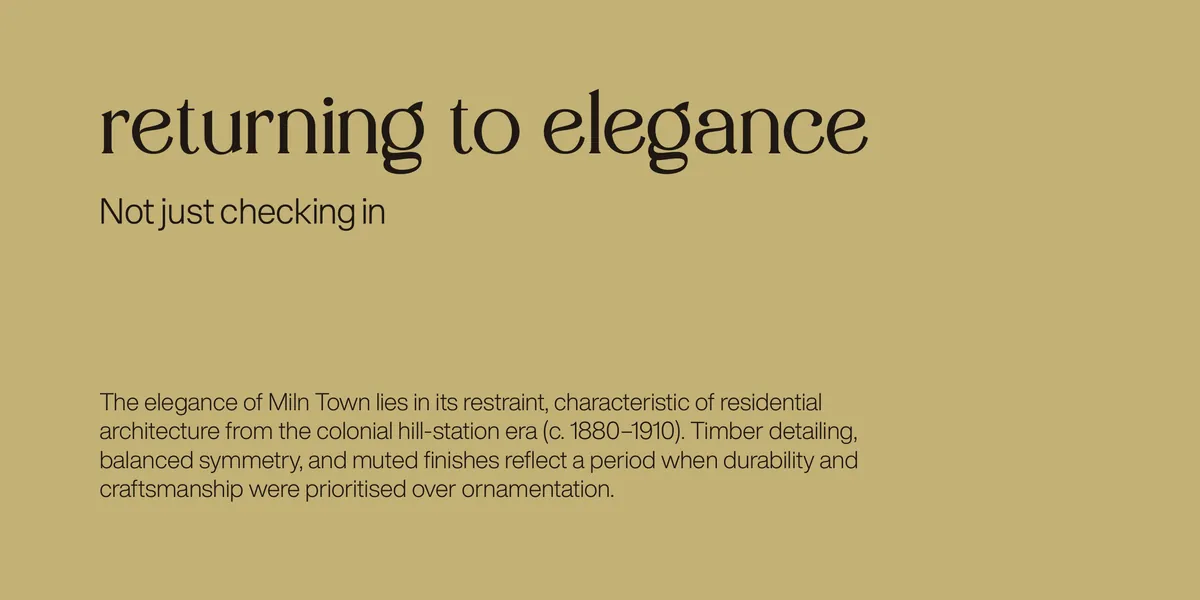 returning to elegance
Not just checking in
The elegance of Miln Town lies in its restraint, characteristic of residential
architecture from the colonial hill-station era (c. 1880–1910). Timber detailing,
balanced symmetry, and muted finishes reflect a period when durability and
craftsmanship were prioritised over ornamentation.